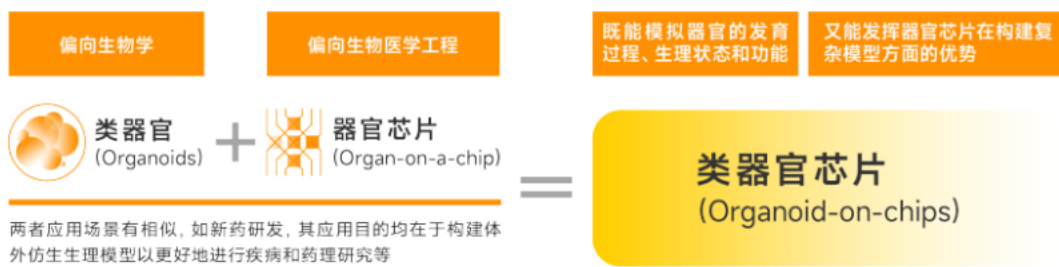 偏向生物学
偏向生物医学工程
既能模拟器官的发育
过程、生理状态和功能
又能发挥器官芯片在构建复
杂模型方面的优势
类器官
(Organoids)
+
器官芯片
(Organ-on-a-chip)
=
类器官芯片
(Organoid-on-chips)
两者应用场景有相似，如新药研发，其应用目的均在于构建体
外仿生生理模型以更好地进行疾病和药理研究等